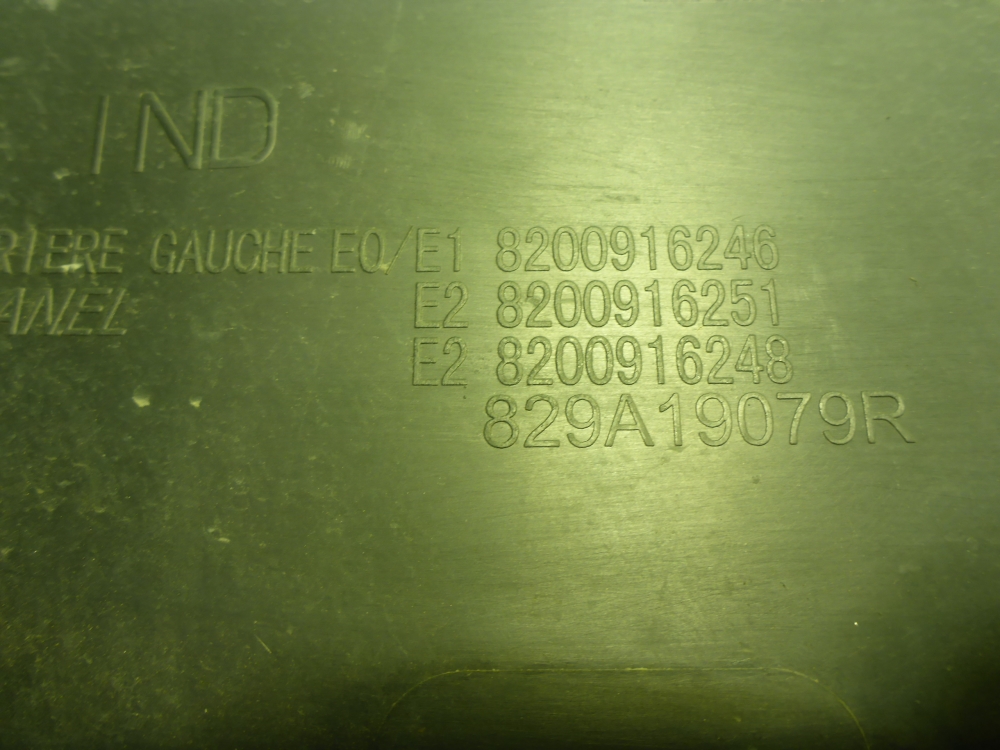 IND
RIERE GAUCHE E0/E1 8200916246
ANEL E2 8200916251
E2 8200916248
829A19079R